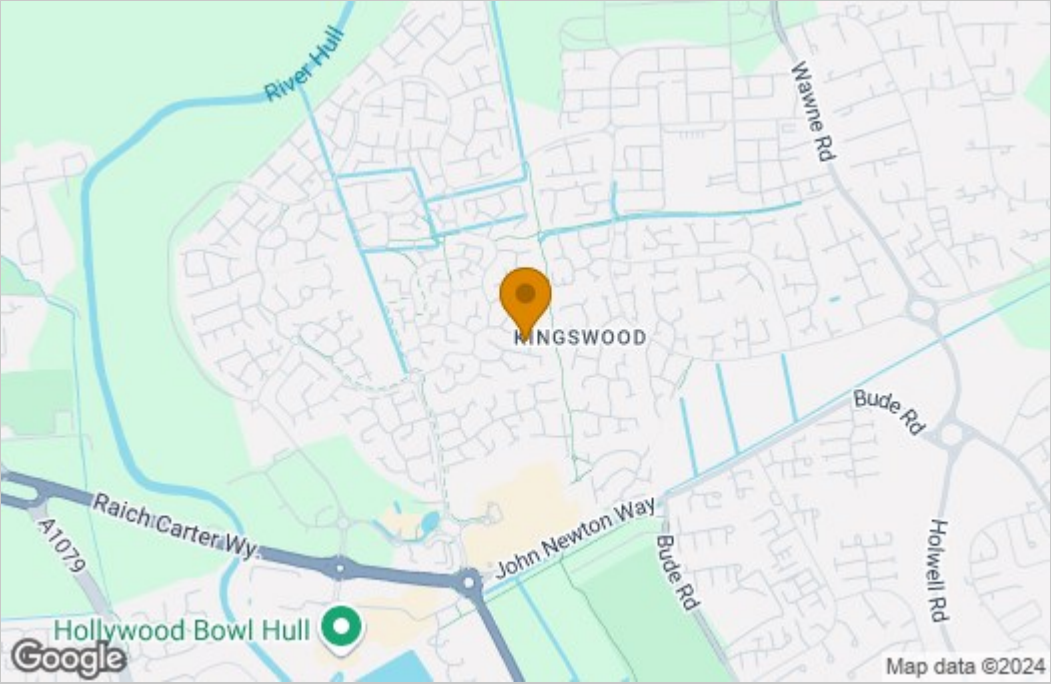 River Hull
Wawne Rd
KINGSWOOD
Bude Rd
Raich Carter Wy.
A1079
John Newton Way
Bude Rd
Holwell Rd
Hollywood Bowl Hull
Google
Map data ©2024